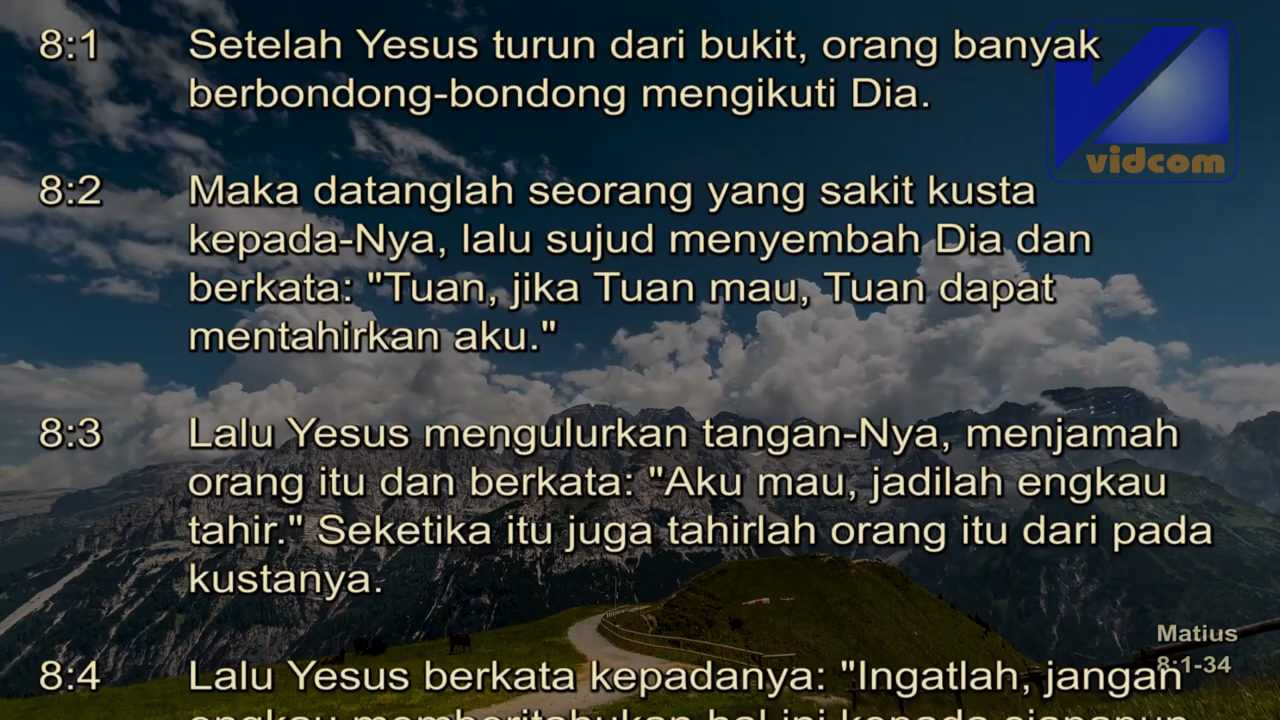 8:1 Setelah Yesus turun dari bukit, orang banyak
berbondong-bondong mengikuti Dia.
vidcom
8:2 Maka datanglah seorang yang sakit kusta
kepada-Nya, lalu sujud menyembah Dia dan
berkata: "Tuan, jika Tuan mau, Tuan dapat
mentahirkan aku."
8:3 Lalu Yesus mengulurkan tangan-Nya, menjamah
orang itu dan berkata: "Aku mau, jadilah engkau
tahir." Seketika itu juga tahirlah orang itu dari pada
kustanya.
Matius
8:1-34
8:4 Lalu Yesus berkata kepadanya: "Ingatlah, jangan